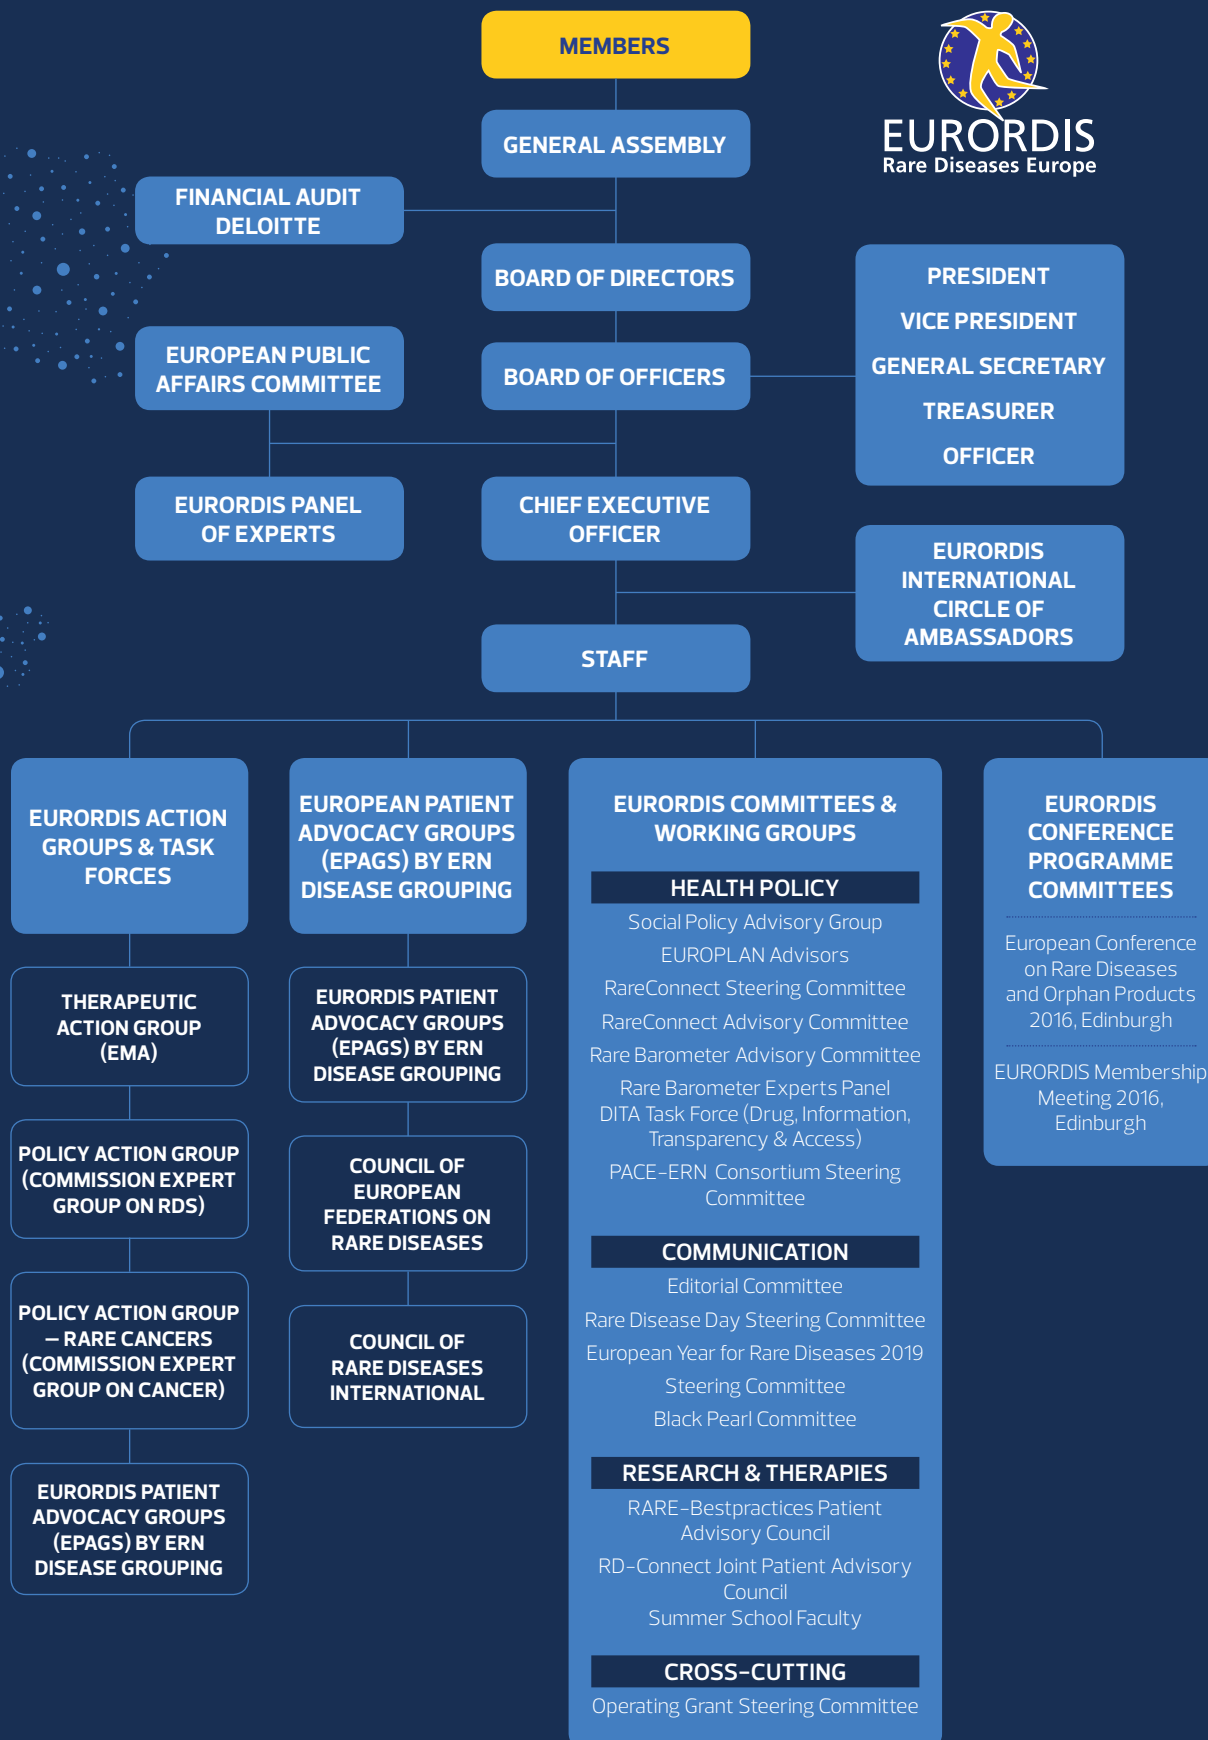 MEMBERS
EURORDIS
Rare Diseases Europe
GENERAL ASSEMBLY
FINANCIAL AUDIT
DELOITTE
BOARD OF DIRECTORS
PRESIDENT
VICE PRESIDENT
GENERAL SECRETARY
TREASURER
OFFICER
EUROPEAN PUBLIC
AFFAIRS COMMITTEE
BOARD OF OFFICERS
EURORDIS PANEL
OF EXPERTS
CHIEF EXECUTIVE
OFFICER
EURORDIS
INTERNATIONAL
CIRCLE OF
AMBASSADORS
STAFF
EURORDIS ACTION
GROUPS & TASK
FORCES
THERAPEUTIC
ACTION GROUP
(EMA)
POLICY ACTION GROUP
(COMMISSION EXPERT
GROUP ON RDS)
POLICY ACTION GROUP
– RARE CANCERS
(COMMISSION EXPERT
GROUP ON CANCER)
EURORDIS PATIENT
ADVOCACY GROUPS
(EPAGS) BY ERN
DISEASE GROUPING
EUROPEAN PATIENT
ADVOCACY GROUPS
(EPAGS) BY ERN
DISEASE GROUPING
EURORDIS PATIENT
ADVOCACY GROUPS
(EPAGS) BY ERN
DISEASE GROUPING
COUNCIL OF
EUROPEAN
FEDERATIONS ON
RARE DISEASES
COUNCIL OF
RARE DISEASES
INTERNATIONAL
EURORDIS COMMITTEES &
WORKING GROUPS
HEALTH POLICY
Social Policy Advisory Group
EUROPLAN Advisors
RareConnect Steering Committee
RareConnect Advisory Committee
Rare Barometer Advisory Committee
Rare Barometer Experts Panel
DITA Task Force (Drug, Information,
Transparency & Access)
PACE-ERN Consortium Steering
Committee
COMMUNICATION
Editorial Committee
Rare Disease Day Steering Committee
European Year for Rare Diseases 2019
Steering Committee
Black Pearl Committee
RESEARCH & THERAPIES
RARE-Bestpractices Patient
Advisory Council
RD-Connect Joint Patient Advisory
Council
Summer School Faculty
CROSS-CUTTING
Operating Grant Steering Committee
EURORDIS
CONFERENCE
PROGRAMME
COMMITTEES
European Conference
on Rare Diseases
and Orphan Products
2016, Edinburgh
EURORDIS Membership
Meeting 2016,
Edinburgh